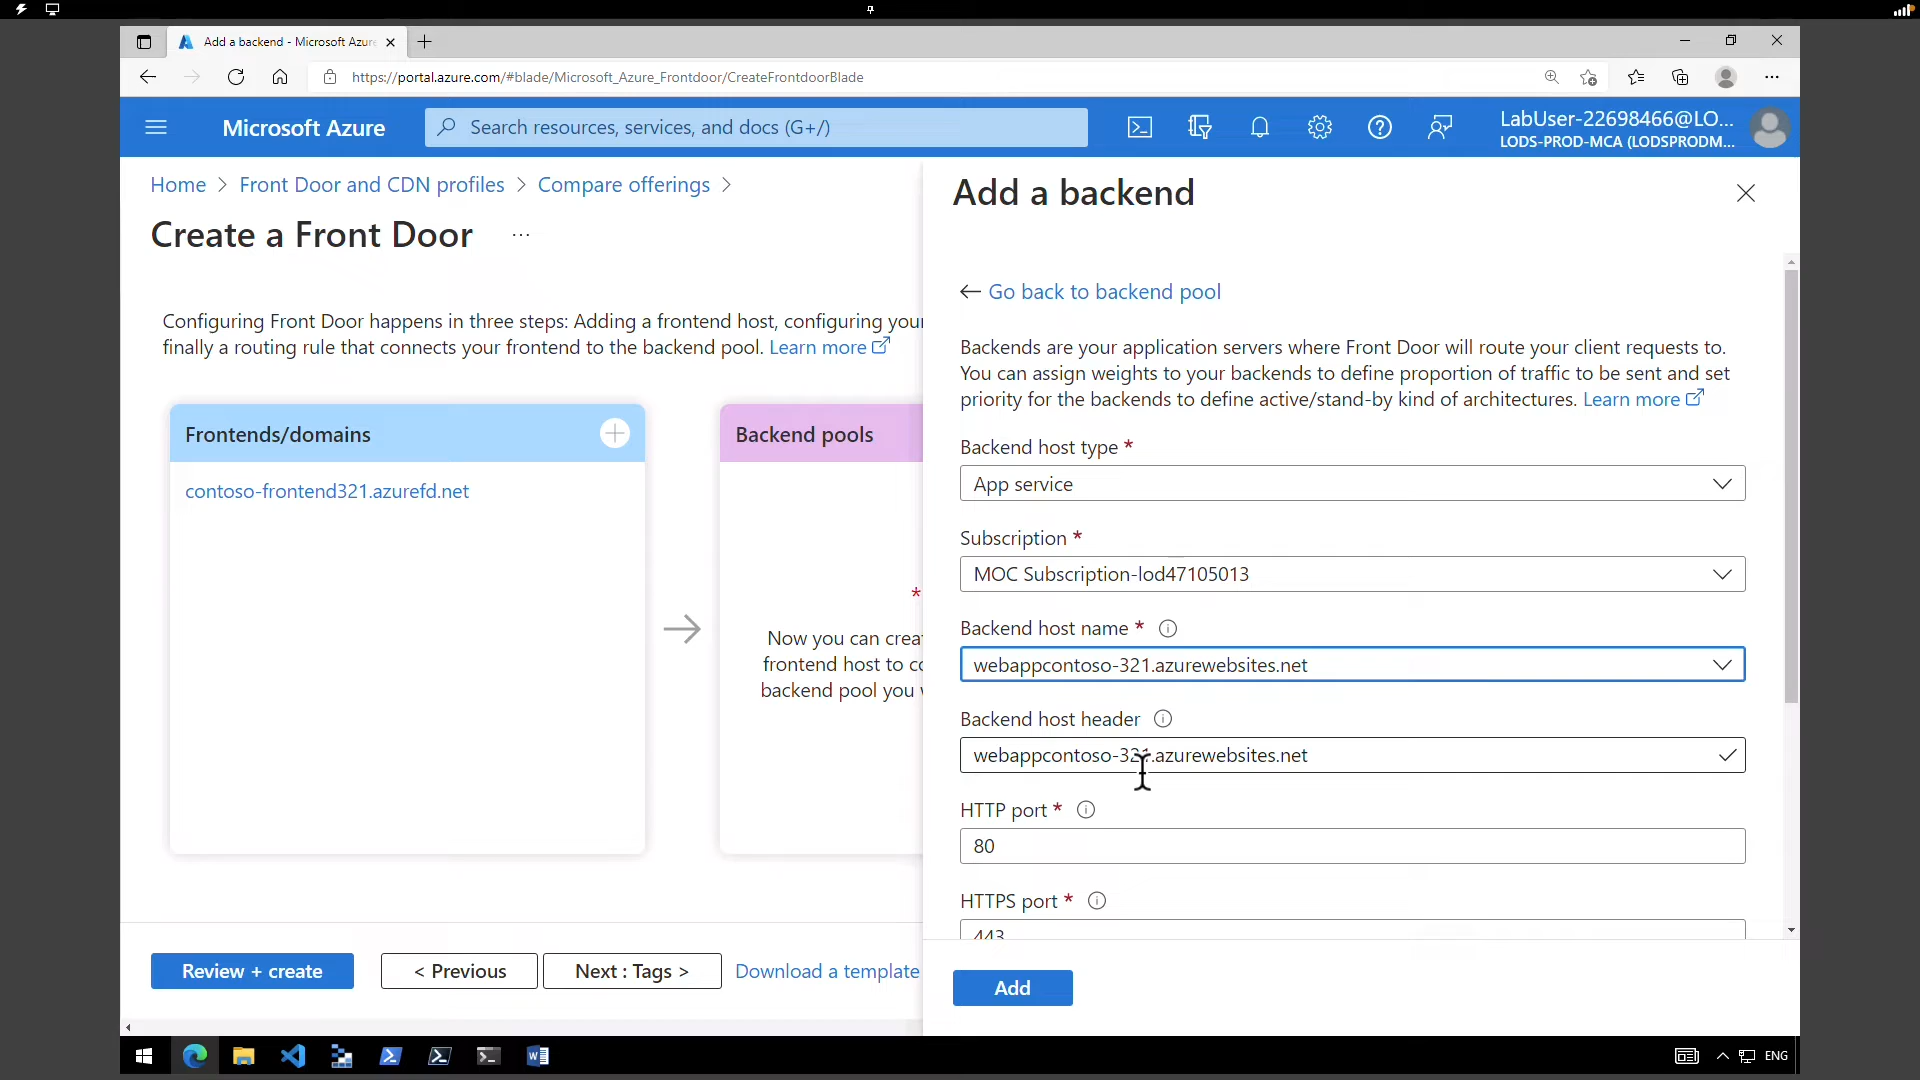 Add a backend - Microsoft Azure
https://portal.azure.com/#blade/Microsoft_Azure_Frontdoor/CreateFrontdoorBlade
Microsoft Azure
Search resources, services, and docs (G+/)
LabUser-22698466@LO...
LODS-PROD-MCA (LODSPRODM...
Home > Front Door and CDN profiles > Compare offerings >
Create a Front Door ...
Configuring Front Door happens in three steps: Adding a frontend host, configuring your
finally a routing rule that connects your frontend to the backend pool. Learn more
Frontends/domains
contoso-frontend321.azurefd.net
Backend pools
*
Now you can crea
frontend host to co
backend pool you
Review + create
< Previous
Next : Tags >
Download a template
Add a backend
Go back to backend pool
Backends are your application servers where Front Door will route your client requests to.
You can assign weights to your backends to define proportion of traffic to be sent and set
priority for the backends to define active/stand-by kind of architectures. Learn more
Backend host type *
App service
Subscription *
MOC Subscription-lod47105013
Backend host name *
webappcontoso-321.azurewebsites.net
Backend host header
webappcontoso-321.azurewebsites.net
HTTP port *
80
HTTPS port *
443
Add
ENG